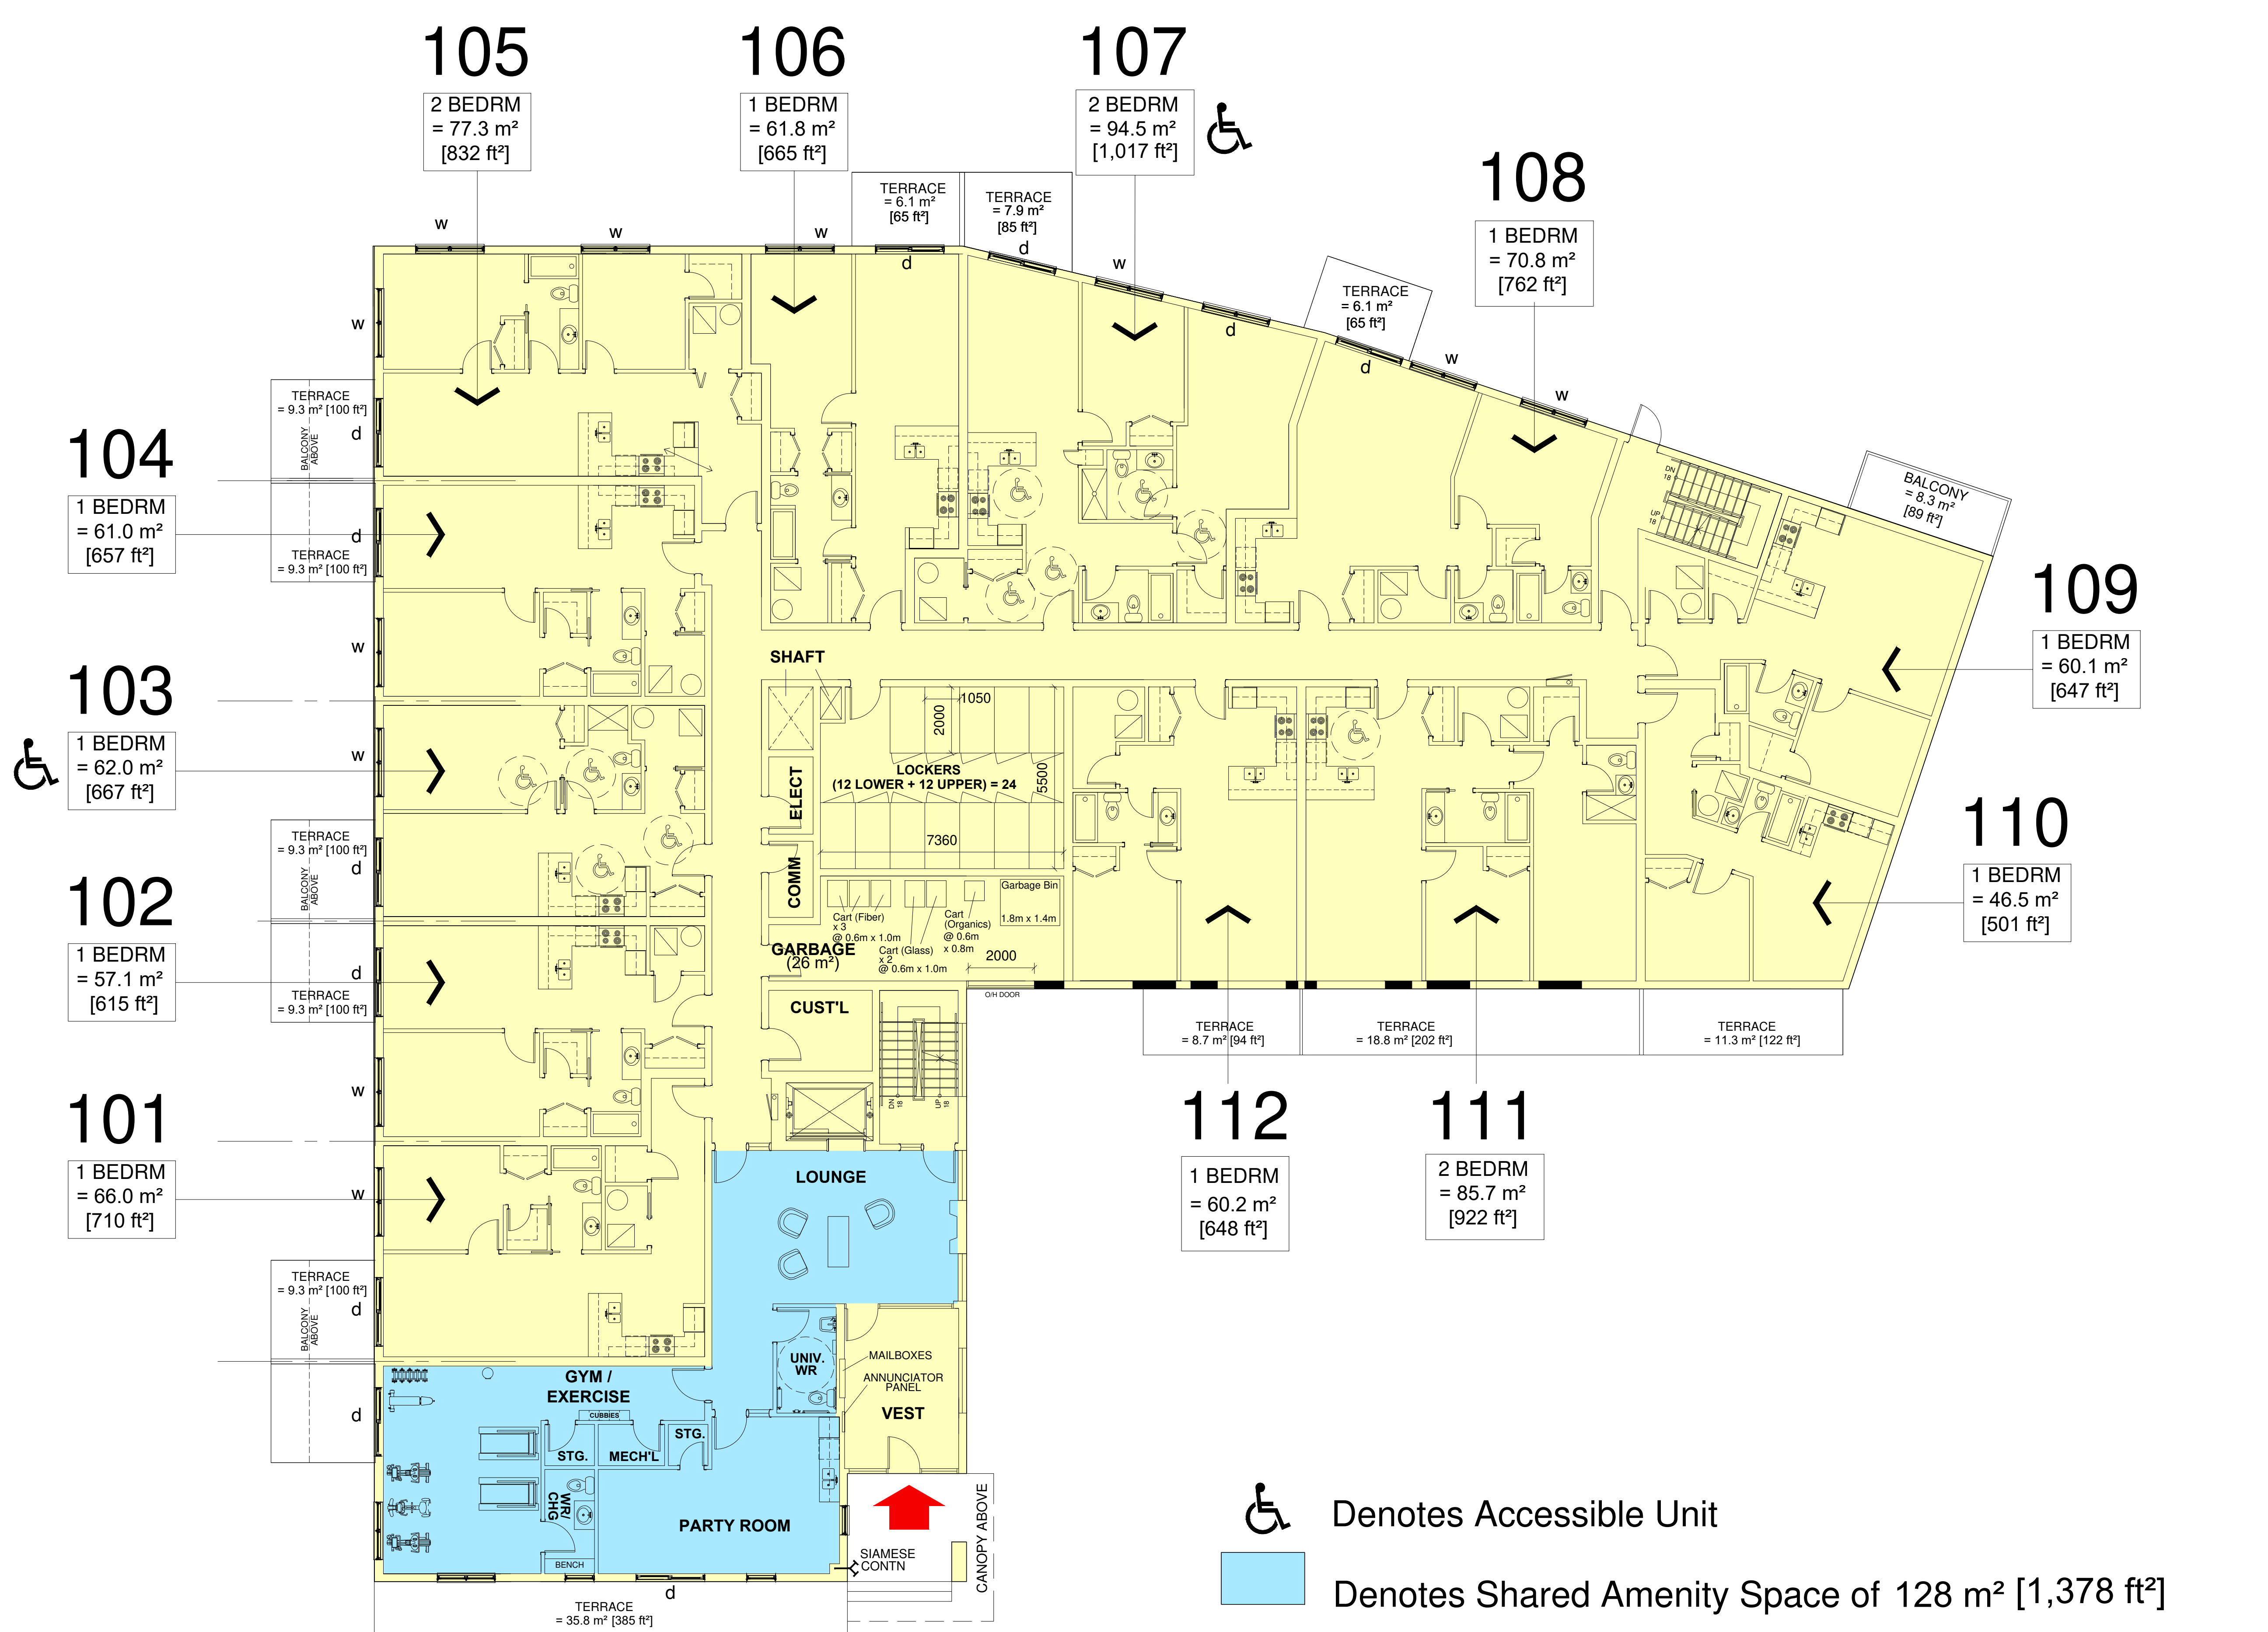 105
2 BEDRM
= 77.3 m²
[832 ft²]
106
1 BEDRM
= 61.8 m²
[665 ft²]
107
2 BEDRM
= 94.5 m²
[1,017 ft²]
108
1 BEDRM
= 70.8 m²
[762 ft²]
TERRACE
= 6.1 m²
[65 ft²]
TERRACE
= 7.9 m²
[85 ft²]
TERRACE
= 6.1 m²
[65 ft²]
w
w
w
d
d
w
d
d
w
w
w
TERRACE
= 9.3 m² [100 ft²]
BALCONY
ABOVE
d
104
1 BEDRM
= 61.0 m²
[657 ft²]
d
TERRACE
= 9.3 m² [100 ft²]
w
DN
18
UP
18
BALCONY
= 8.3 m²
[89 ft²]
109
1 BEDRM
= 60.1 m²
[647 ft²]
103
1 BEDRM
= 62.0 m²
[667 ft²]
w
SHAFT
1050
2000
LOCKERS
(12 LOWER + 12 UPPER) = 24
5500
7360
ELECT
COMM
TERRACE
= 9.3 m² [100 ft²]
BALCONY
ABOVE
d
110
1 BEDRM
= 46.5 m²
[501 ft²]
102
1 BEDRM
= 57.1 m²
[615 ft²]
d
TERRACE
= 9.3 m² [100 ft²]
w
Cart (Fiber)
x 3
@ 0.6m x 1.0m
Cart (Glass)
x 2
@ 0.6m x 1.0m
Cart
(Organics)
@ 0.6m
x 0.8m
Garbage Bin
1.8m x 1.4m
GARBAGE
(26 m²)
2000
O/H DOOR
CUST'L
DN
18
UP
18
TERRACE
= 8.7 m² [94 ft²]
TERRACE
= 18.8 m² [202 ft²]
TERRACE
= 11.3 m² [122 ft²]
112
1 BEDRM
= 60.2 m²
[648 ft²]
111
2 BEDRM
= 85.7 m²
[922 ft²]
101
1 BEDRM
= 66.0 m²
[710 ft²]
w
TERRACE
= 9.3 m² [100 ft²]
d
BALCONY
ABOVE
d
LOUNGE
UNIV.
WR
MAILBOXES
ANNUNCIATOR
PANEL
VEST
GYM /
EXERCISE
CUBBIES
STG.
MECH'L
STG.
WR/
CHG
BENCH
PARTY ROOM
SIAMESE
CONTN
CANOPY ABOVE
d
TERRACE
= 35.8 m² [385 ft²]
Denotes Accessible Unit
Denotes Shared Amenity Space of 128 m² [1,378 ft²]